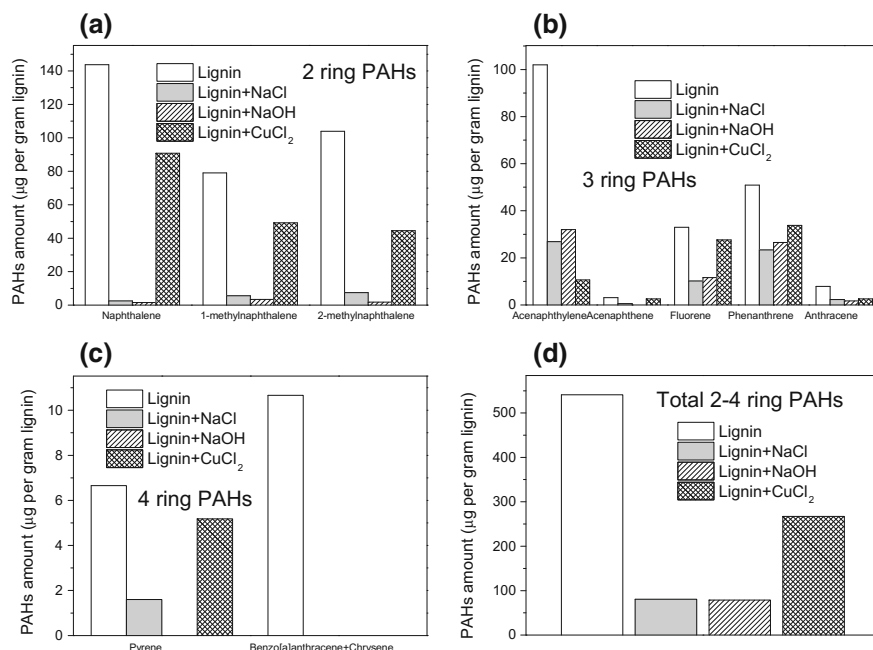 (a)
PAHs amount (µg per gram lignin)
140
120
100
80
60
40
20
0
Lignin
Lignin+NaCl
Lignin+NaOH
Lignin+CuCl₂
2 ring PAHs
Naphthalene
1-methylnaphthalene
2-methylnaphthalene
(b)
PAHs amount (µg per gram lignin)
100
80
60
40
20
0
Lignin
Lignin+NaCl
Lignin+NaOH
Lignin+CuCl₂
3 ring PAHs
Acenaphthylene
Acenaphthene
Fluorene
Phenanthrene
Anthracene
(c)
PAHs amount (µg per gram lignin)
10
8
6
4
2
0
Lignin
Lignin+NaCl
Lignin+NaOH
Lignin+CuCl₂
4 ring PAHs
Pyrene
Benzo[a]anthracene+Chrysene
(d)
PAHs amount (µg per gram lignin)
500
400
300
200
100
0
Total 2-4 ring PAHs
Lignin
Lignin+NaCl
Lignin+NaOH
Lignin+CuCl₂